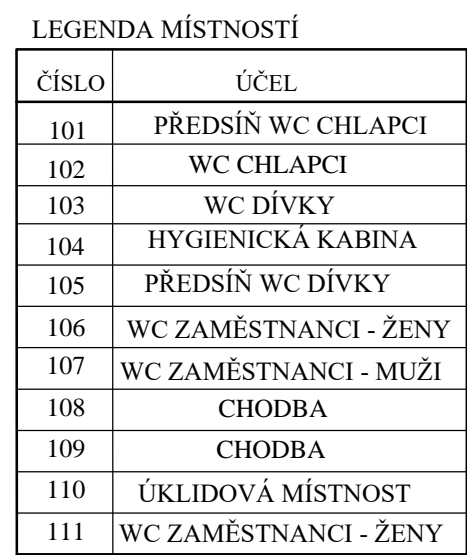 LEGENDA MÍSTNOSTÍ
ČÍSLO ÚČEL
101 PŘEDSÍŇ WC CHLAPCI
102 WC CHLAPCI
103 WC DÍVKY
104 HYGIENICKÁ KABINA
105 PŘEDSÍŇ WC DÍVKY
106 WC ZAMĚSTNANCI - ŽENY
107 WC ZAMĚSTNANCI - MUŽI
108 CHODBA
109 CHODBA
110 ÚKLIDOVÁ MÍSTNOST
111 WC ZAMĚSTNANCI - ŽENY